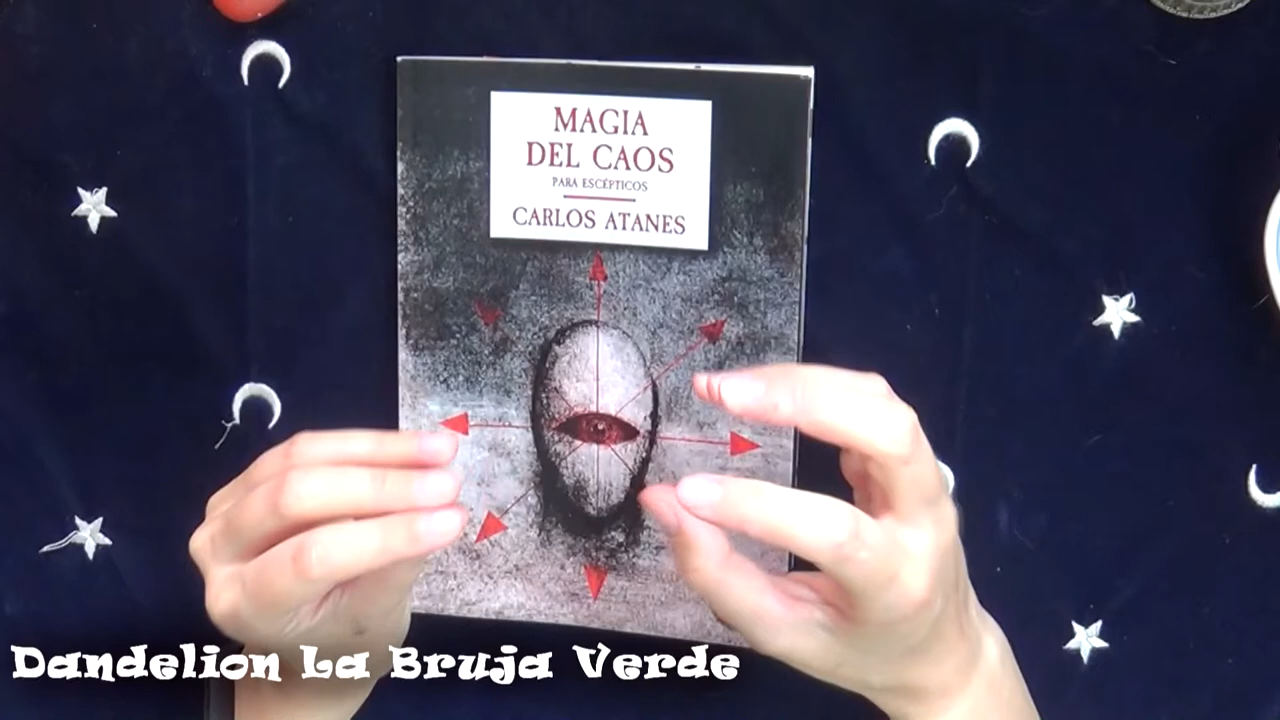 MAGIA
DEL CAOS
PARA ESCÉPTICOS
CARLOS ATANES
Dandelion La Bruja Verde